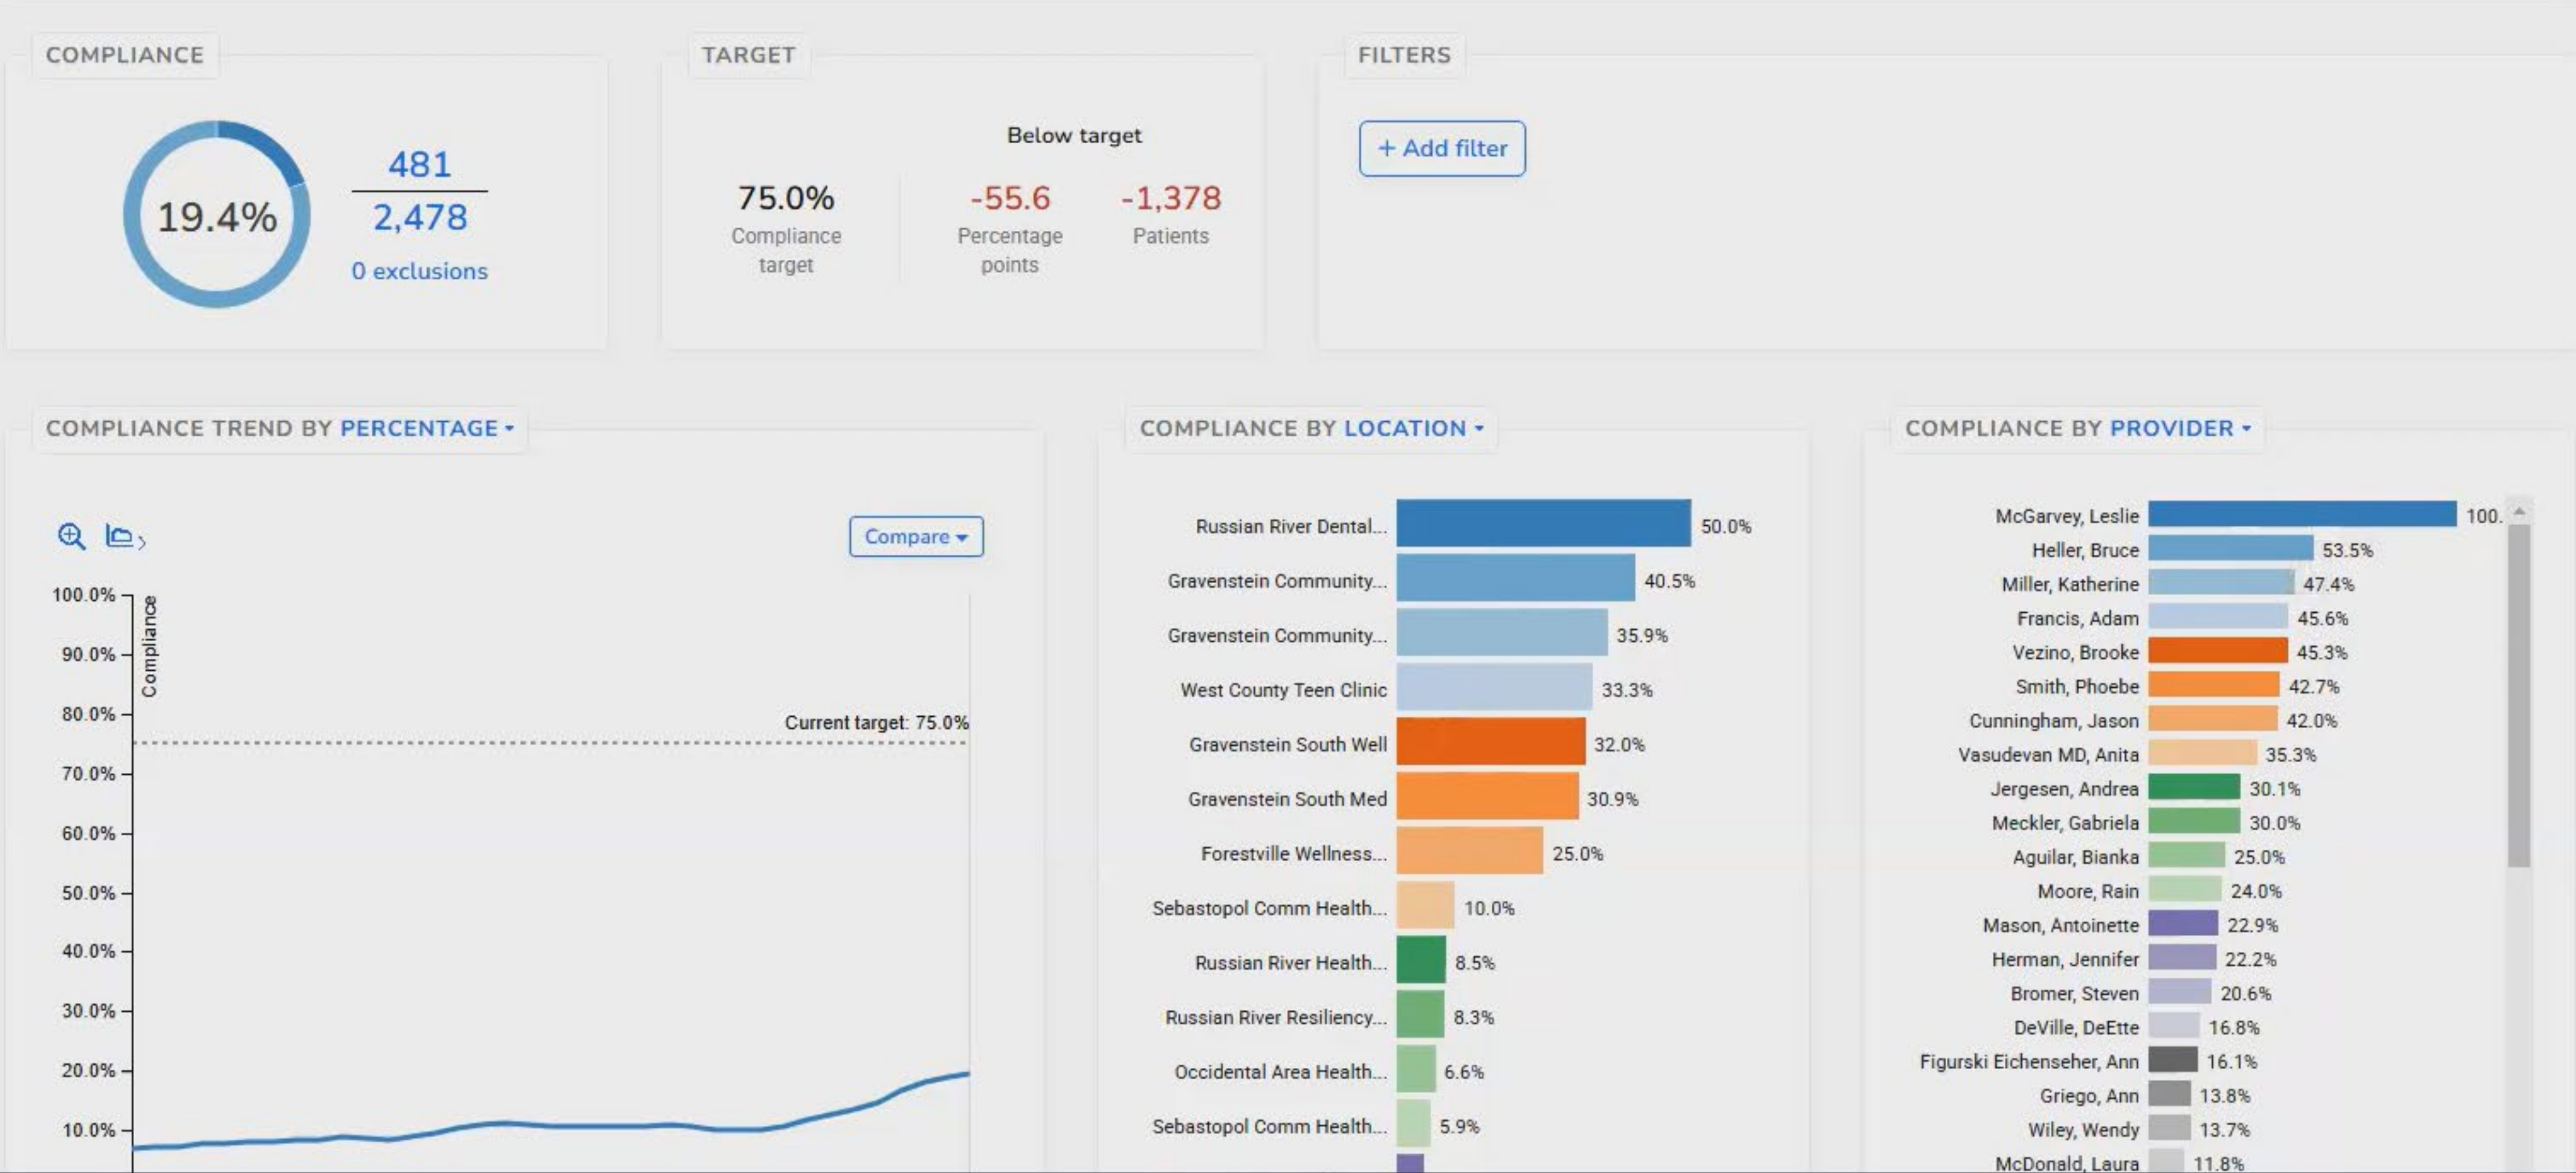 COMPLIANCE
19.4%
481
2,478
0 exclusions
TARGET
Below target
75.0%
Compliance
target
-55.6
Percentage
points
-1,378
Patients
FILTERS
+ Add filter
COMPLIANCE TREND BY PERCENTAGE
Compare
Compliance
100.0%
90.0%
80.0%
Current target: 75.0%
70.0%
60.0%
50.0%
40.0%
30.0%
20.0%
10.0%
COMPLIANCE BY LOCATION
Russian River Dental... 50.0%
Gravenstein Community... 40.5%
Gravenstein Community... 35.9%
West County Teen Clinic 33.3%
Gravenstein South Well 32.0%
Gravenstein South Med 30.9%
Forestville Wellness... 25.0%
Sebastopol Comm Health... 10.0%
Russian River Health... 8.5%
Russian River Resiliency... 8.3%
Occidental Area Health... 6.6%
Sebastopol Comm Health... 5.9%
COMPLIANCE BY PROVIDER
McGarvey, Leslie 100.
Heller, Bruce 53.5%
Miller, Katherine 47.4%
Francis, Adam 45.6%
Vezino, Brooke 45.3%
Smith, Phoebe 42.7%
Cunningham, Jason 42.0%
Vasudevan MD, Anita 35.3%
Jergesen, Andrea 30.1%
Meckler, Gabriela 30.0%
Aguilar, Bianka 25.0%
Moore, Rain 24.0%
Mason, Antoinette 22.9%
Herman, Jennifer 22.2%
Bromer, Steven 20.6%
DeVille, DeEtte 16.8%
Figurski Eichenseher, Ann 16.1%
Griego, Ann 13.8%
Wiley, Wendy 13.7%
McDonald, Laura 11.8%